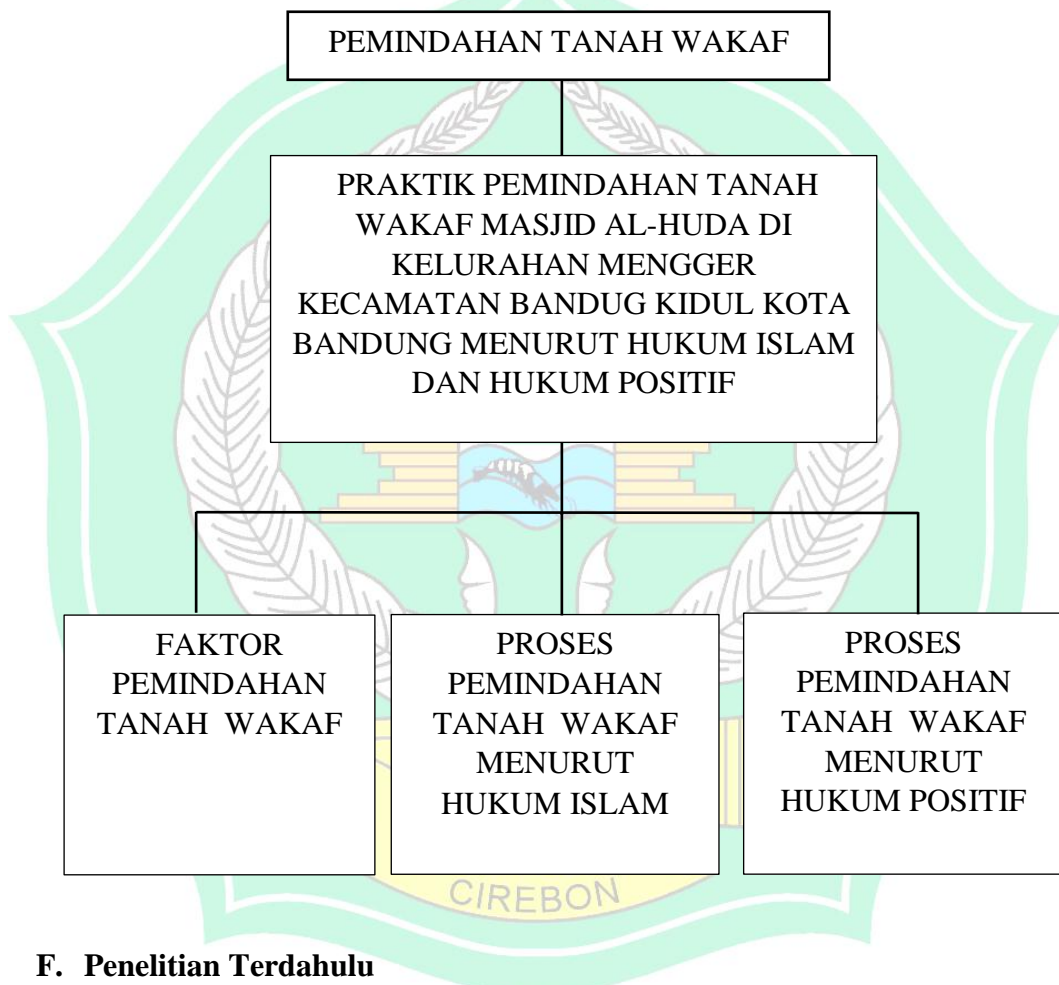 PEMINDAHAN TANAH WAKAF
PRAKTIK PEMINDAHAN TANAH
WAKAF MASJID AL-HUDA DI
KELURAHAN MENGGER
KECAMATAN BANDUG KIDUL KOTA
BANDUNG MENURUT HUKUM ISLAM
DAN HUKUM POSITIF
FAKTOR
PEMINDAHAN
TANAH WAKAF
PROSES
PEMINDAHAN
TANAH WAKAF
MENURUT
HUKUM ISLAM
PROSES
PEMINDAHAN
TANAH WAKAF
MENURUT
HUKUM POSITIF
CIREBON
F. Penelitian Terdahulu